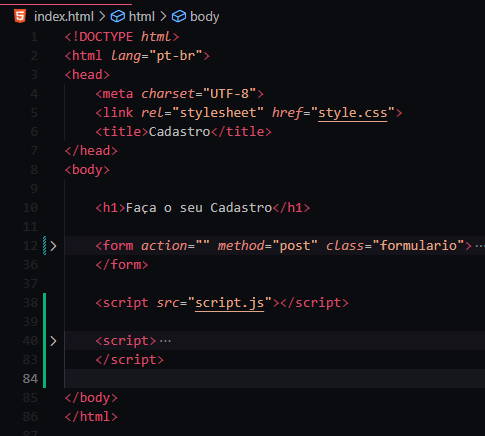 index.html > html > body
1 <!DOCTYPE html>
2 <html lang="pt-br">
3 <head>
4 <meta charset="UTF-8">
5 <link rel="stylesheet" href="style.css">
6 <title>Cadastro</title>
7 </head>
8 <body>
9
10 <h1>Faça o seu Cadastro</h1>
11
12 <form action="" method="post" class="formulario">⋯
36 </form>
37
38 <script src="script.js"></script>
39
40 <script>⋯
83 </script>
84
85 </body>
86 </html>
87